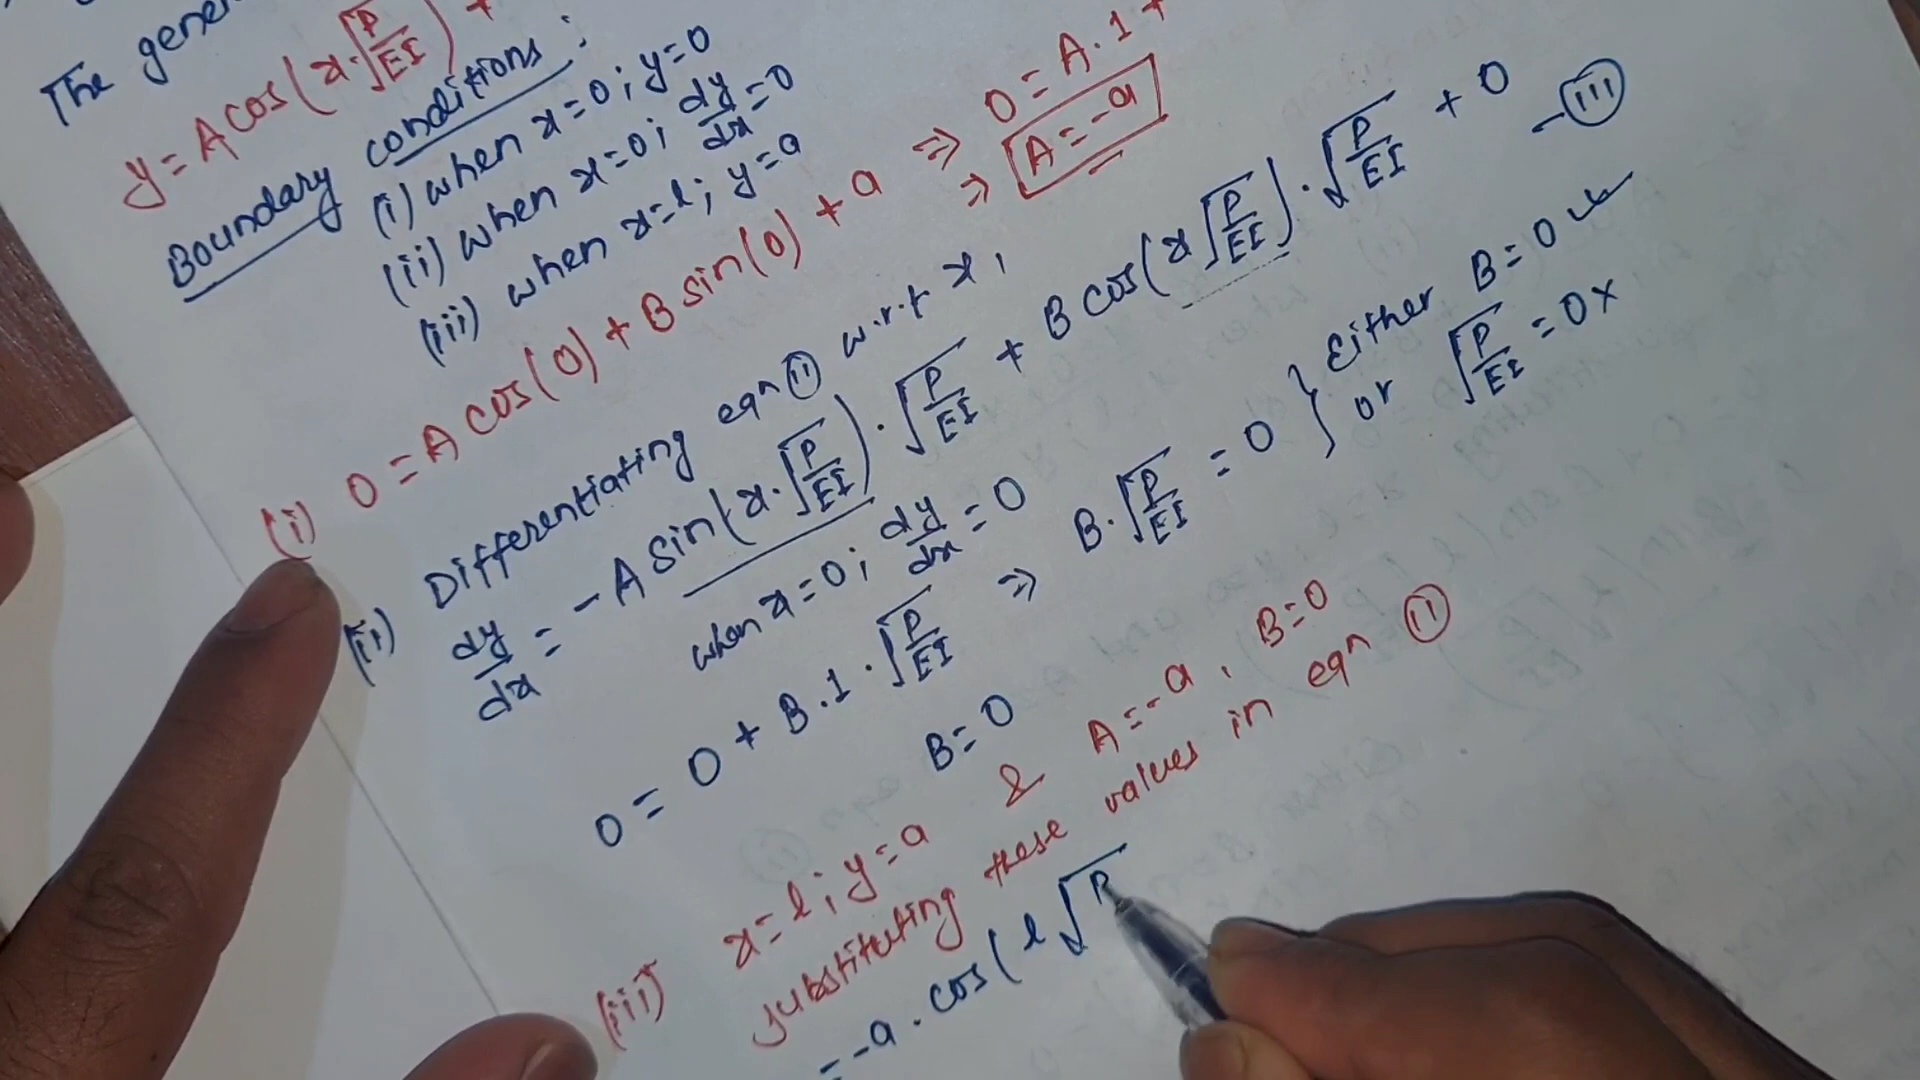 The gene
y = A cos(x·√(P/EI)) +
Boundary conditions :
(i) when x=0; y=0
(ii) when x=0; dy/dx=0
(iii) when x=l; y=a
(i) 0 = A cos(0) + B sin(0) + a ⇒ 0 = A.1 +
⇒ A = -a
(ii) Differentiating eqn (ii) w.r.t x,
dy/dx = -A sin(x·√(P/EI))·√(P/EI) + B cos(x√(P/EI))·√(P/EI) + 0 -(iii)
when x=0; dy/dx=0
0 = 0 + B.1·√(P/EI) ⇒ B·√(P/EI) = 0 } Either B=0 ✓
or √(P/EI) = 0 x
B=0
(iii) x=l; y=a & A=-a, B=0
substituting these values in eqn (ii)
= -a . cos(l√P